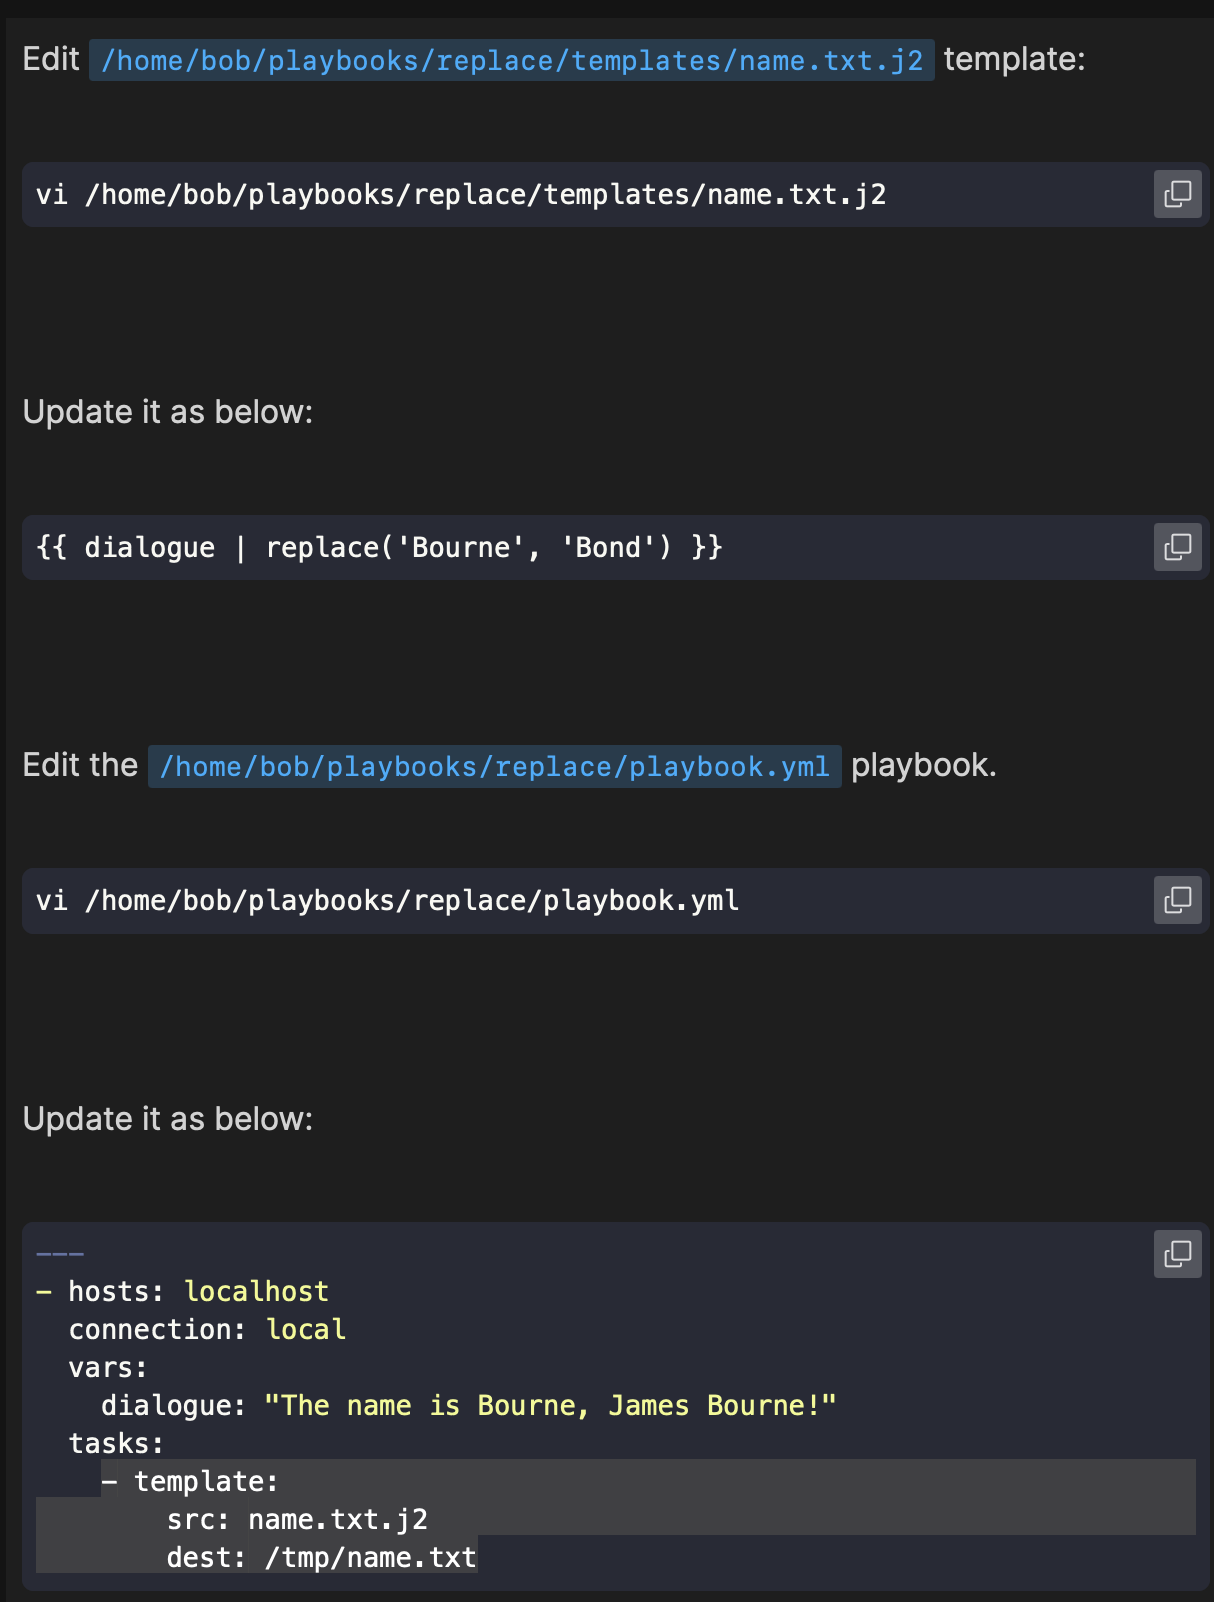 Edit /home/bob/playbooks/replace/templates/name.txt.j2 template:
vi /home/bob/playbooks/replace/templates/name.txt.j2
Update it as below:
{{ dialogue | replace('Bourne', 'Bond') }}
Edit the /home/bob/playbooks/replace/playbook.yml playbook.
vi /home/bob/playbooks/replace/playbook.yml
Update it as below:
---
- hosts: localhost
  connection: local
  vars:
    dialogue: "The name is Bourne, James Bourne!"
  tasks:
    - template:
        src: name.txt.j2
        dest: /tmp/name.txt